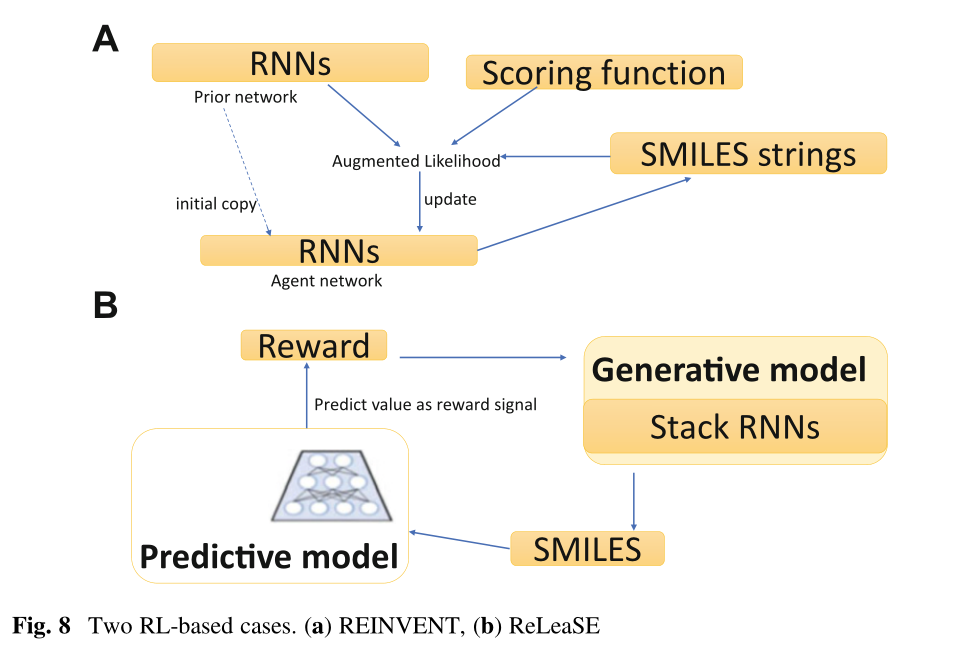 A
RNNs
Scoring function
Prior network
Augmented Likelihood
SMILES strings
initial copy
update
RNNs
Agent network
B
Reward
Generative model
Predict value as reward signal
Stack RNNs
Predictive model
SMILES
Fig. 8 Two RL-based cases. (a) REINVENT, (b) ReLeaSE